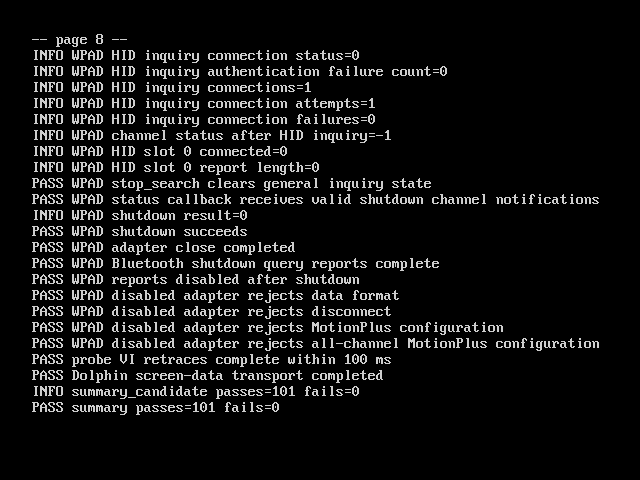 -- page 8 --
INFO WPAD HID inquiry connection status=0
INFO WPAD HID inquiry authentication failure count=0
INFO WPAD HID inquiry connections=1
INFO WPAD HID inquiry connection attempts=1
INFO WPAD HID inquiry connection failures=0
INFO WPAD channel status after HID inquiry=-1
INFO WPAD HID slot 0 connected=0
INFO WPAD HID slot 0 report length=0
PASS WPAD stop_search clears general inquiry state
PASS WPAD status callback receives valid shutdown channel notifications
INFO WPAD shutdown result=0
PASS WPAD shutdown succeeds
PASS WPAD adapter close completed
PASS WPAD Bluetooth shutdown query reports complete
PASS WPAD reports disabled after shutdown
PASS WPAD disabled adapter rejects data format
PASS WPAD disabled adapter rejects disconnect
PASS WPAD disabled adapter rejects MotionPlus configuration
PASS WPAD disabled adapter rejects all-channel MotionPlus configuration
PASS probe VI retraces complete within 100 ms
PASS Dolphin screen-data transport completed
INFO summary_candidate passes=101 fails=0
PASS summary passes=101 fails=0